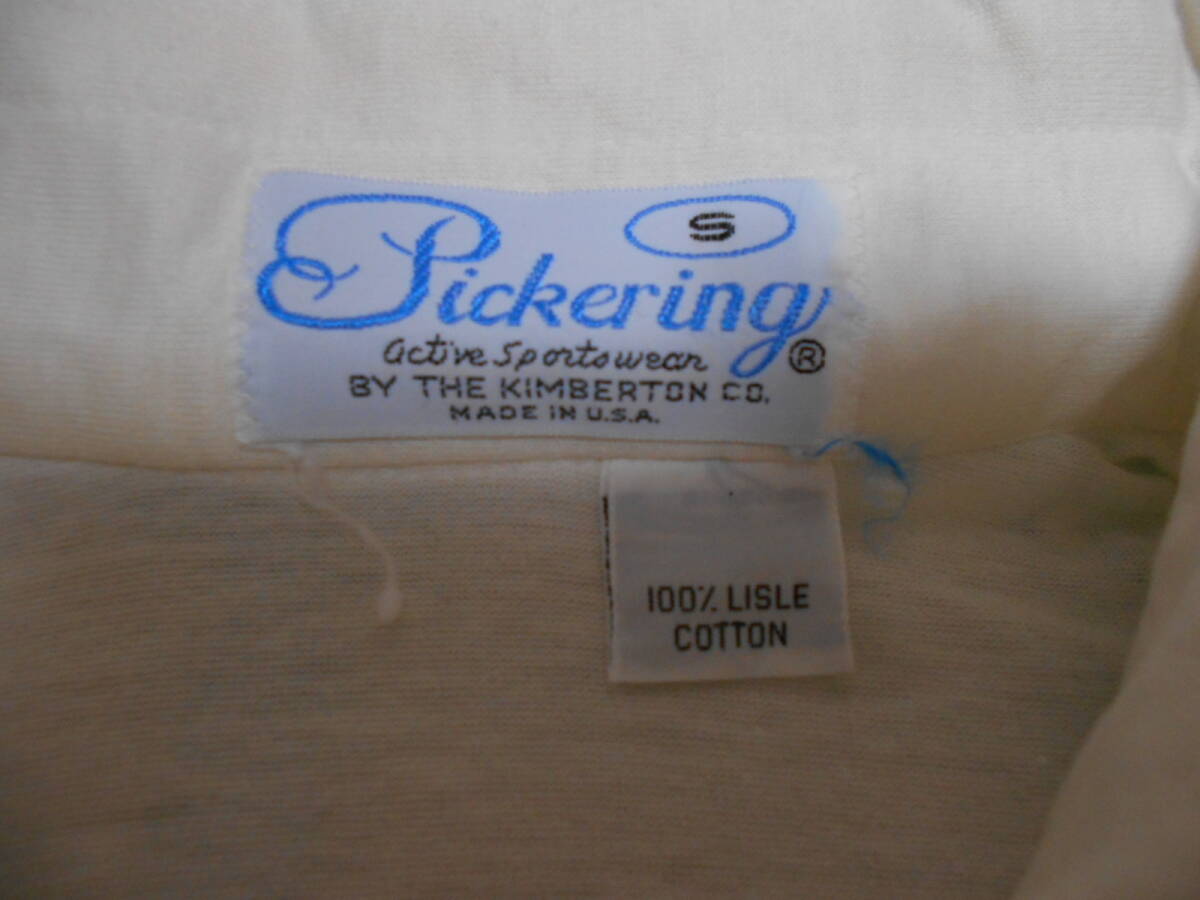 S
Pickering
active Sportswear ®
BY THE KIMBERTON CO.
MADE IN U.S.A.
100% LISLE
COTTON